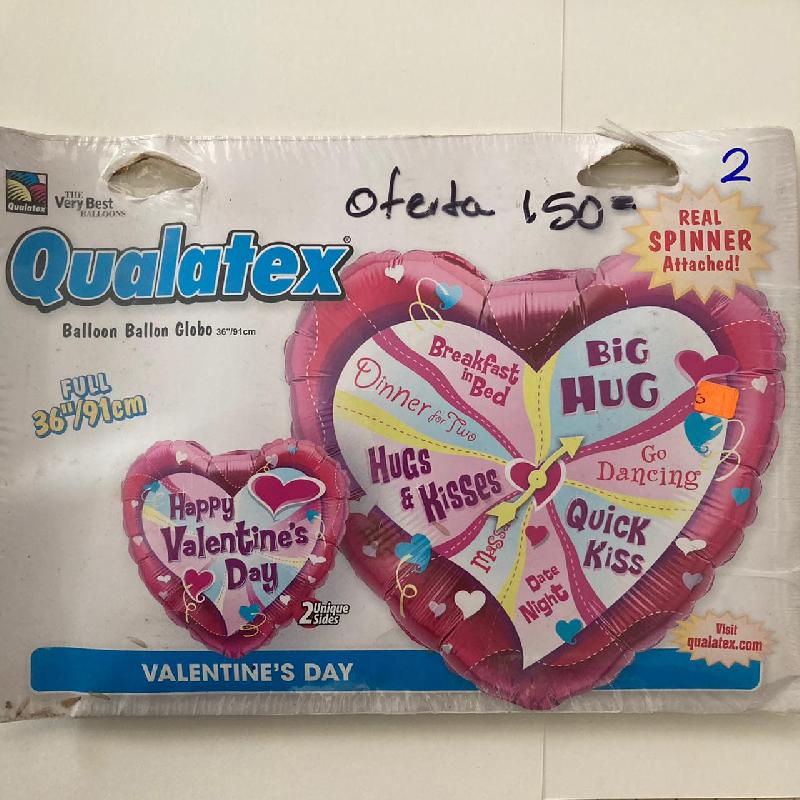 Qualatex
THE
Very Best
BALLOONS
Oferta 150=
2
REAL
SPINNER
Attached!
Qualatex®
Balloon Ballon Globo 36"/91cm
FULL
36"/91cm
Breakfast
in Bed
BIG
HUG
Dinner for Two
Go
Dancing
HUGS
& KISSES
QUICK
KISS
Date
Night
Happy
Valentine's
Day
2 Unique
Sides
Visit
qualatex.com
VALENTINE'S DAY